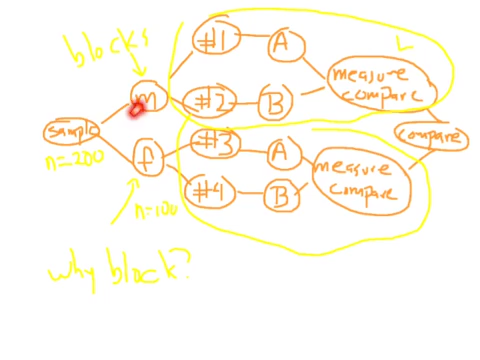 blocks
#1 A
m
#2 B
measure
compare
sample
n=200
compare
f
#3 A
#4 B
measure
compare
n=100
why block?